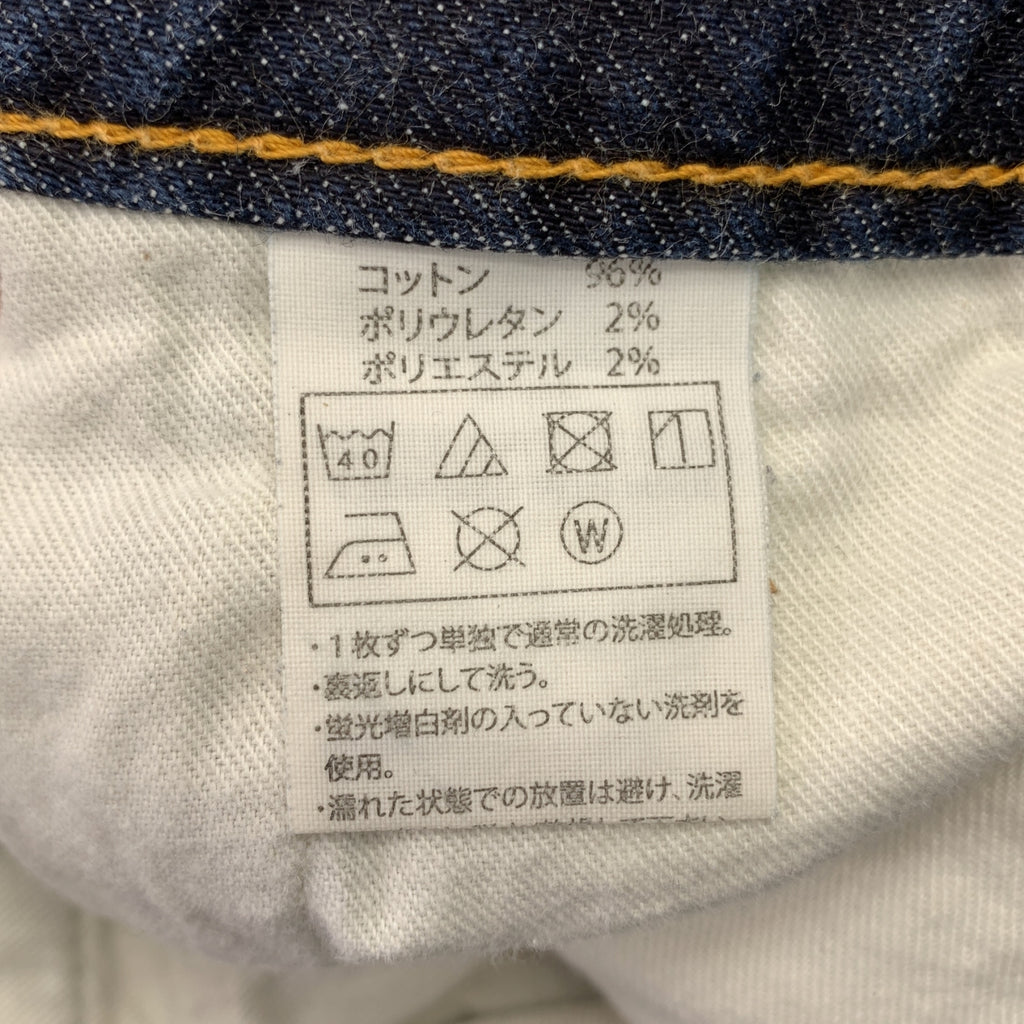 コットン 96%
ポリウレタン 2%
ポリエステル 2%
40
W
・1枚ずつ単独で通常の洗濯処理。
・裏返しにして洗う。
・蛍光増白剤の入っていない洗剤を
使用。
・濡れた状態での放置は避け、洗濯